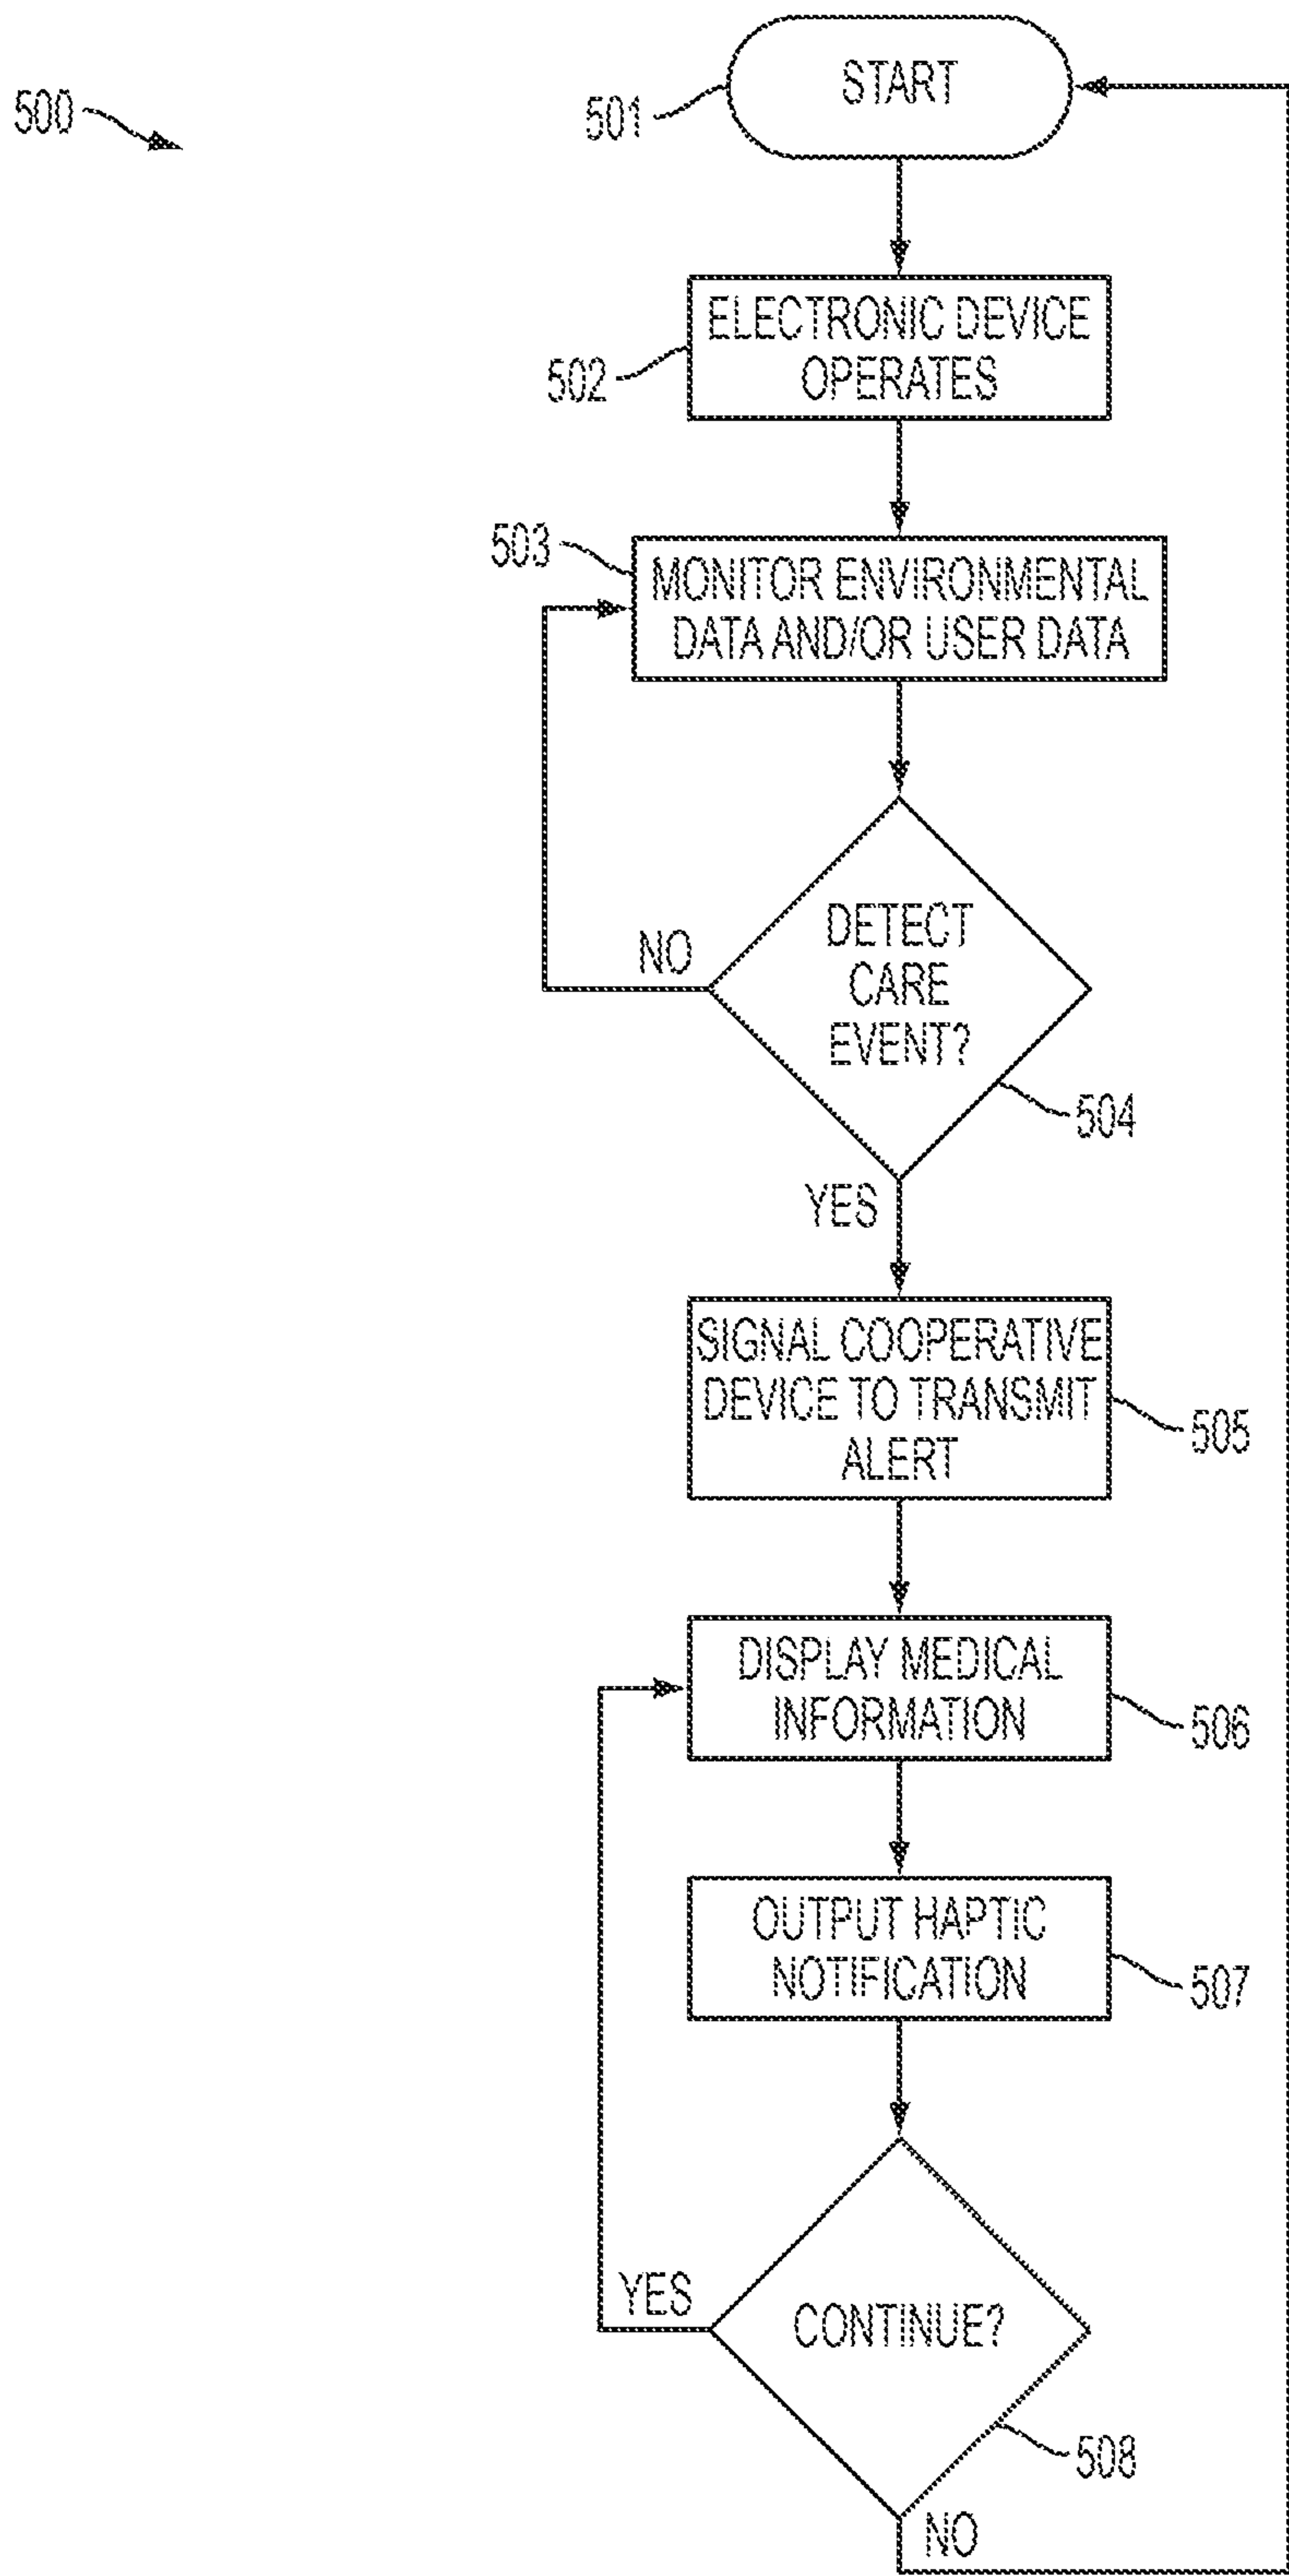 500
501
START
502
ELECTRONIC DEVICE
OPERATES
503
MONITOR ENVIRONMENTAL
DATA AND/OR USER DATA
NO
DETECT
CARE
EVENT?
504
YES
SIGNAL COOPERATIVE
DEVICE TO TRANSMIT
ALERT
505
DISPLAY MEDICAL
INFORMATION
506
OUTPUT HAPTIC
NOTIFICATION
507
YES
CONTINUE?
508
NO